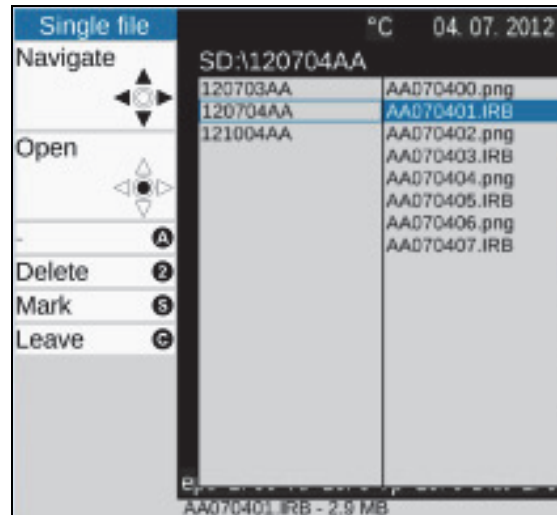 Single file
°C 04. 07. 2012
Navigate
SD:\120704AA
120703AA
120704AA
121004AA
AA070400.png
AA070401.IRB
AA070402.png
AA070403.IRB
AA070404.png
AA070405.IRB
AA070406.png
AA070407.IRB
Open
- A
Delete 2
Mark S
Leave C
AA070401.IRB - 2.9 MB